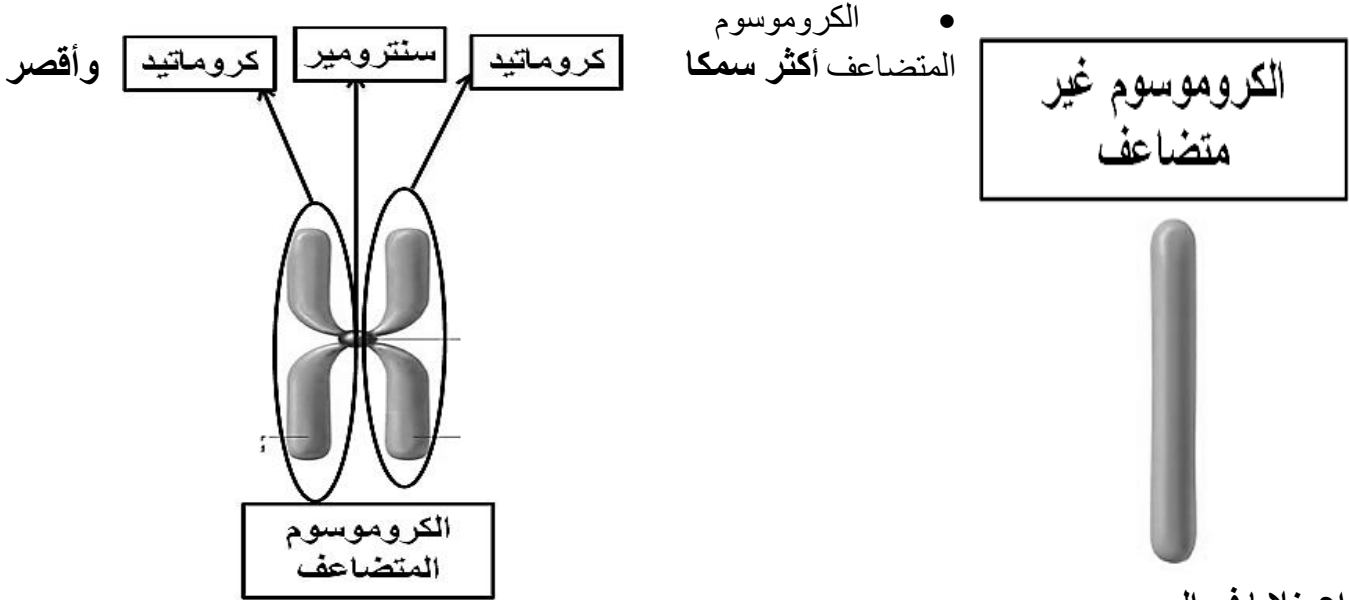 • الكروموسوم
المتضاعف أكثر سمكا وأقصر
الكروموسوم غير
متضاعف
كروماتيد
سنترومير
كروماتيد
الكروموسوم
المتضاعف